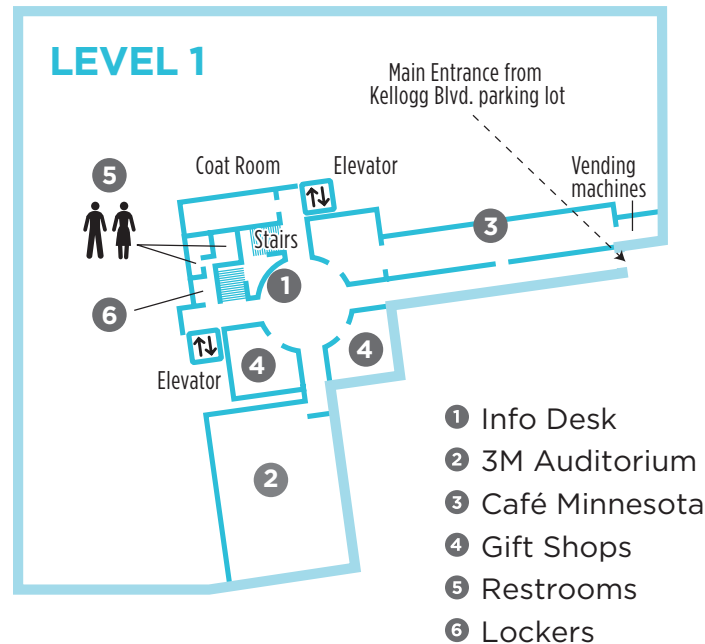 LEVEL 1
Main Entrance from
Kellogg Blvd. parking lot
5
Coat Room
Elevator
Vending
machines
3
Stairs
1
6
4
4
Elevator
2
1 Info Desk
2 3M Auditorium
3 Café Minnesota
4 Gift Shops
5 Restrooms
6 Lockers